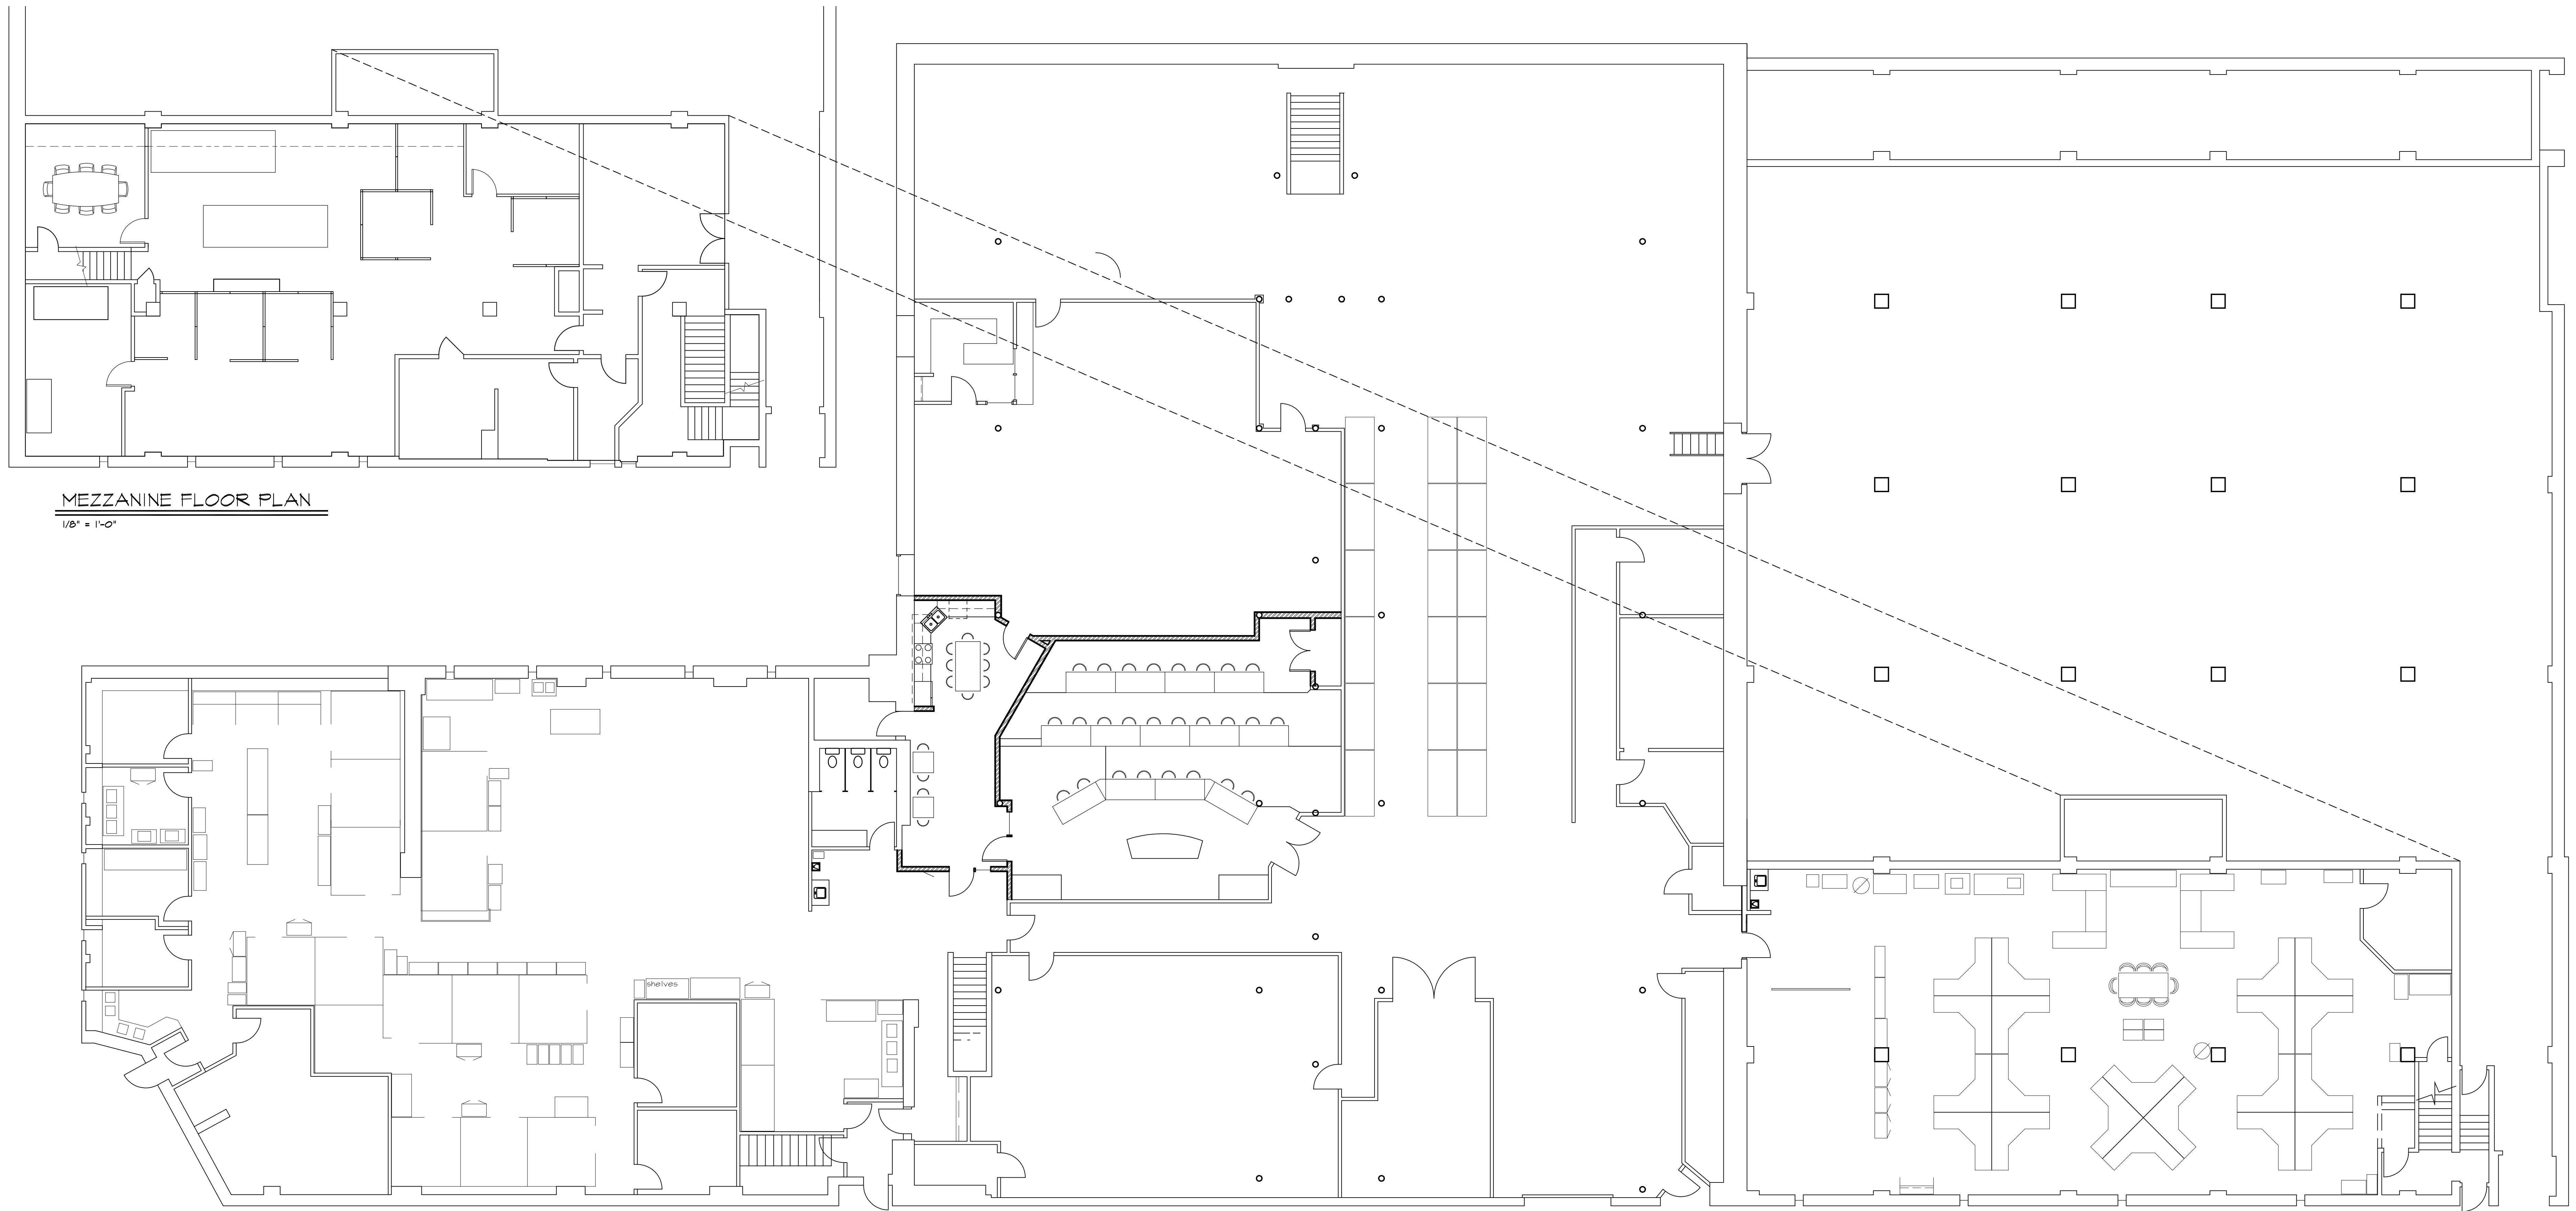 MEZZANINE FLOOR PLAN
1/8" = 1'-0"
shelves